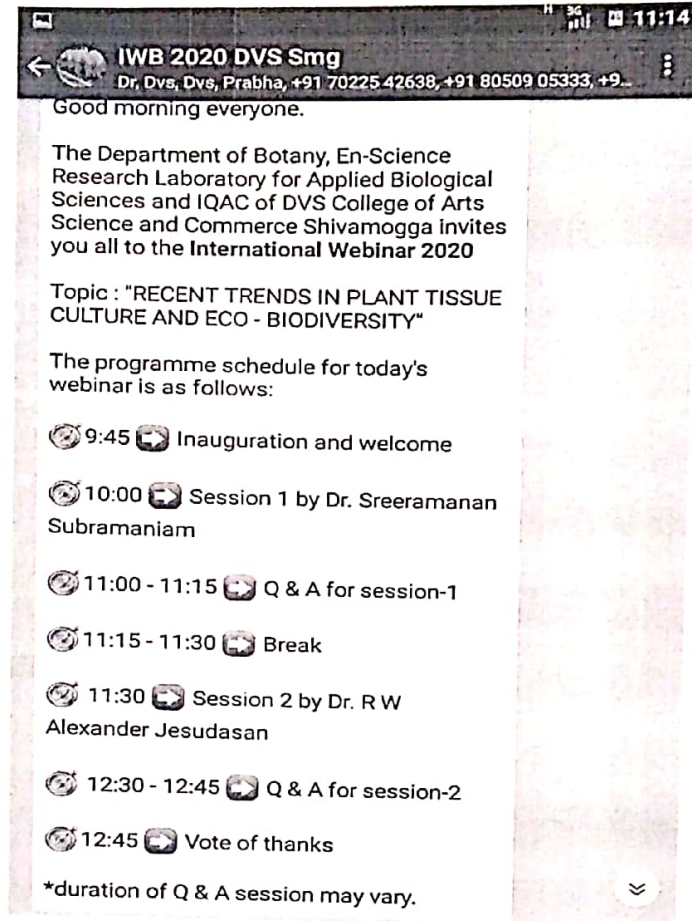 H 3G 11:14
IWB 2020 DVS Smg
Dr, Dvs, Dvs, Prabha, +91 70225 42638, +91 80509 05333, +9...
Good morning everyone.
The Department of Botany, En-Science
Research Laboratory for Applied Biological
Sciences and IQAC of DVS College of Arts
Science and Commerce Shivamogga invites
you all to the International Webinar 2020
Topic : "RECENT TRENDS IN PLANT TISSUE
CULTURE AND ECO - BIODIVERSITY"
The programme schedule for today's
webinar is as follows:
9:45 Inauguration and welcome
10:00 Session 1 by Dr. Sreeramanan
Subramaniam
11:00 - 11:15 Q & A for session-1
11:15 - 11:30 Break
11:30 Session 2 by Dr. R W
Alexander Jesudasan
12:30 - 12:45 Q & A for session-2
12:45 Vote of thanks
*duration of Q & A session may vary.